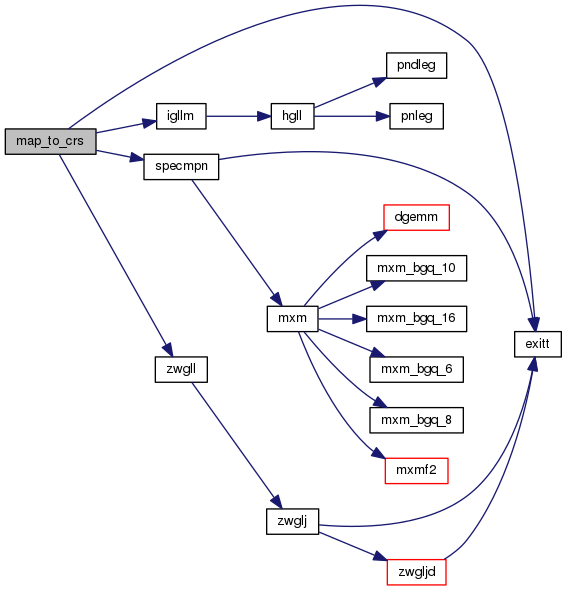 pndleg
igllm
hgll
pnleg
map_to_crs
specmpn
dgemm
mxm_bgq_10
mxm
mxm_bgq_16
exitt
zwgll
mxm_bgq_6
mxm_bgq_8
mxmf2
zwglj
zwgljd